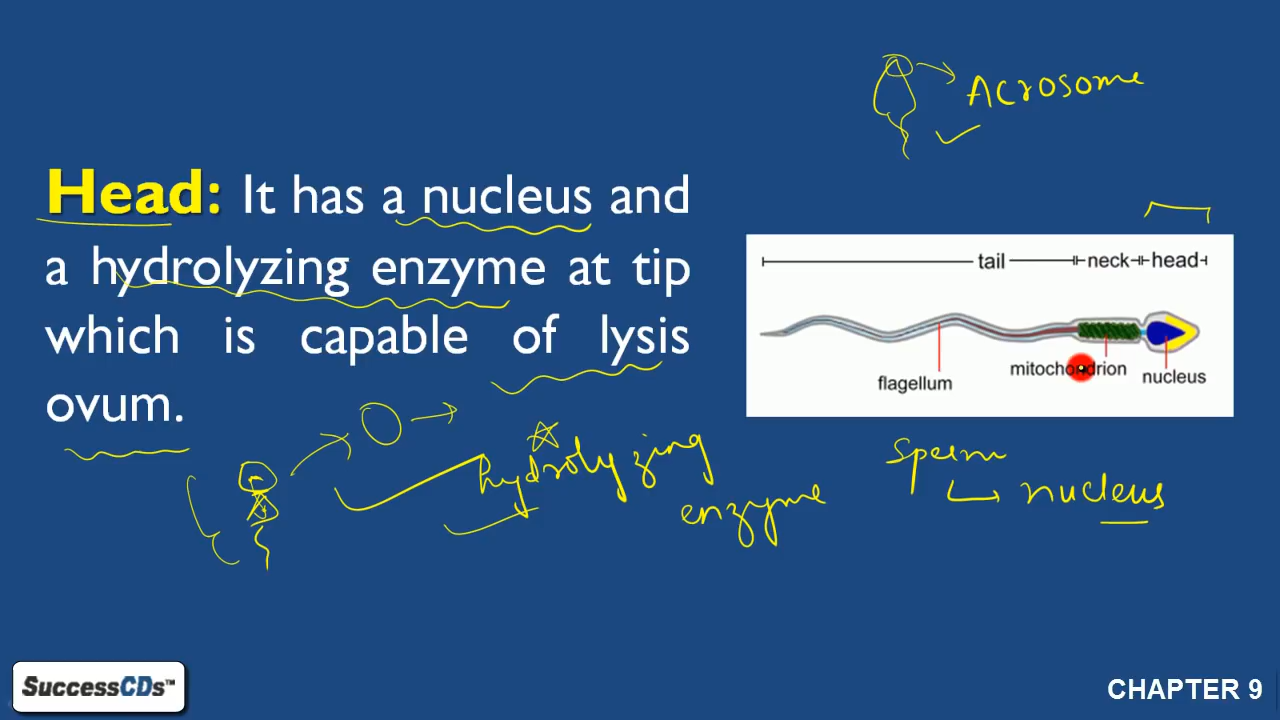 Acrosome
Head: It has a nucleus and
a hydrolyzing enzyme at tip
which is capable of lysis
ovum.
tail neck head
flagellum
mitochondrion
nucleus
hydrolyzing
enzyme
Sperm
nucleus
SuccessCDs™
CHAPTER 9